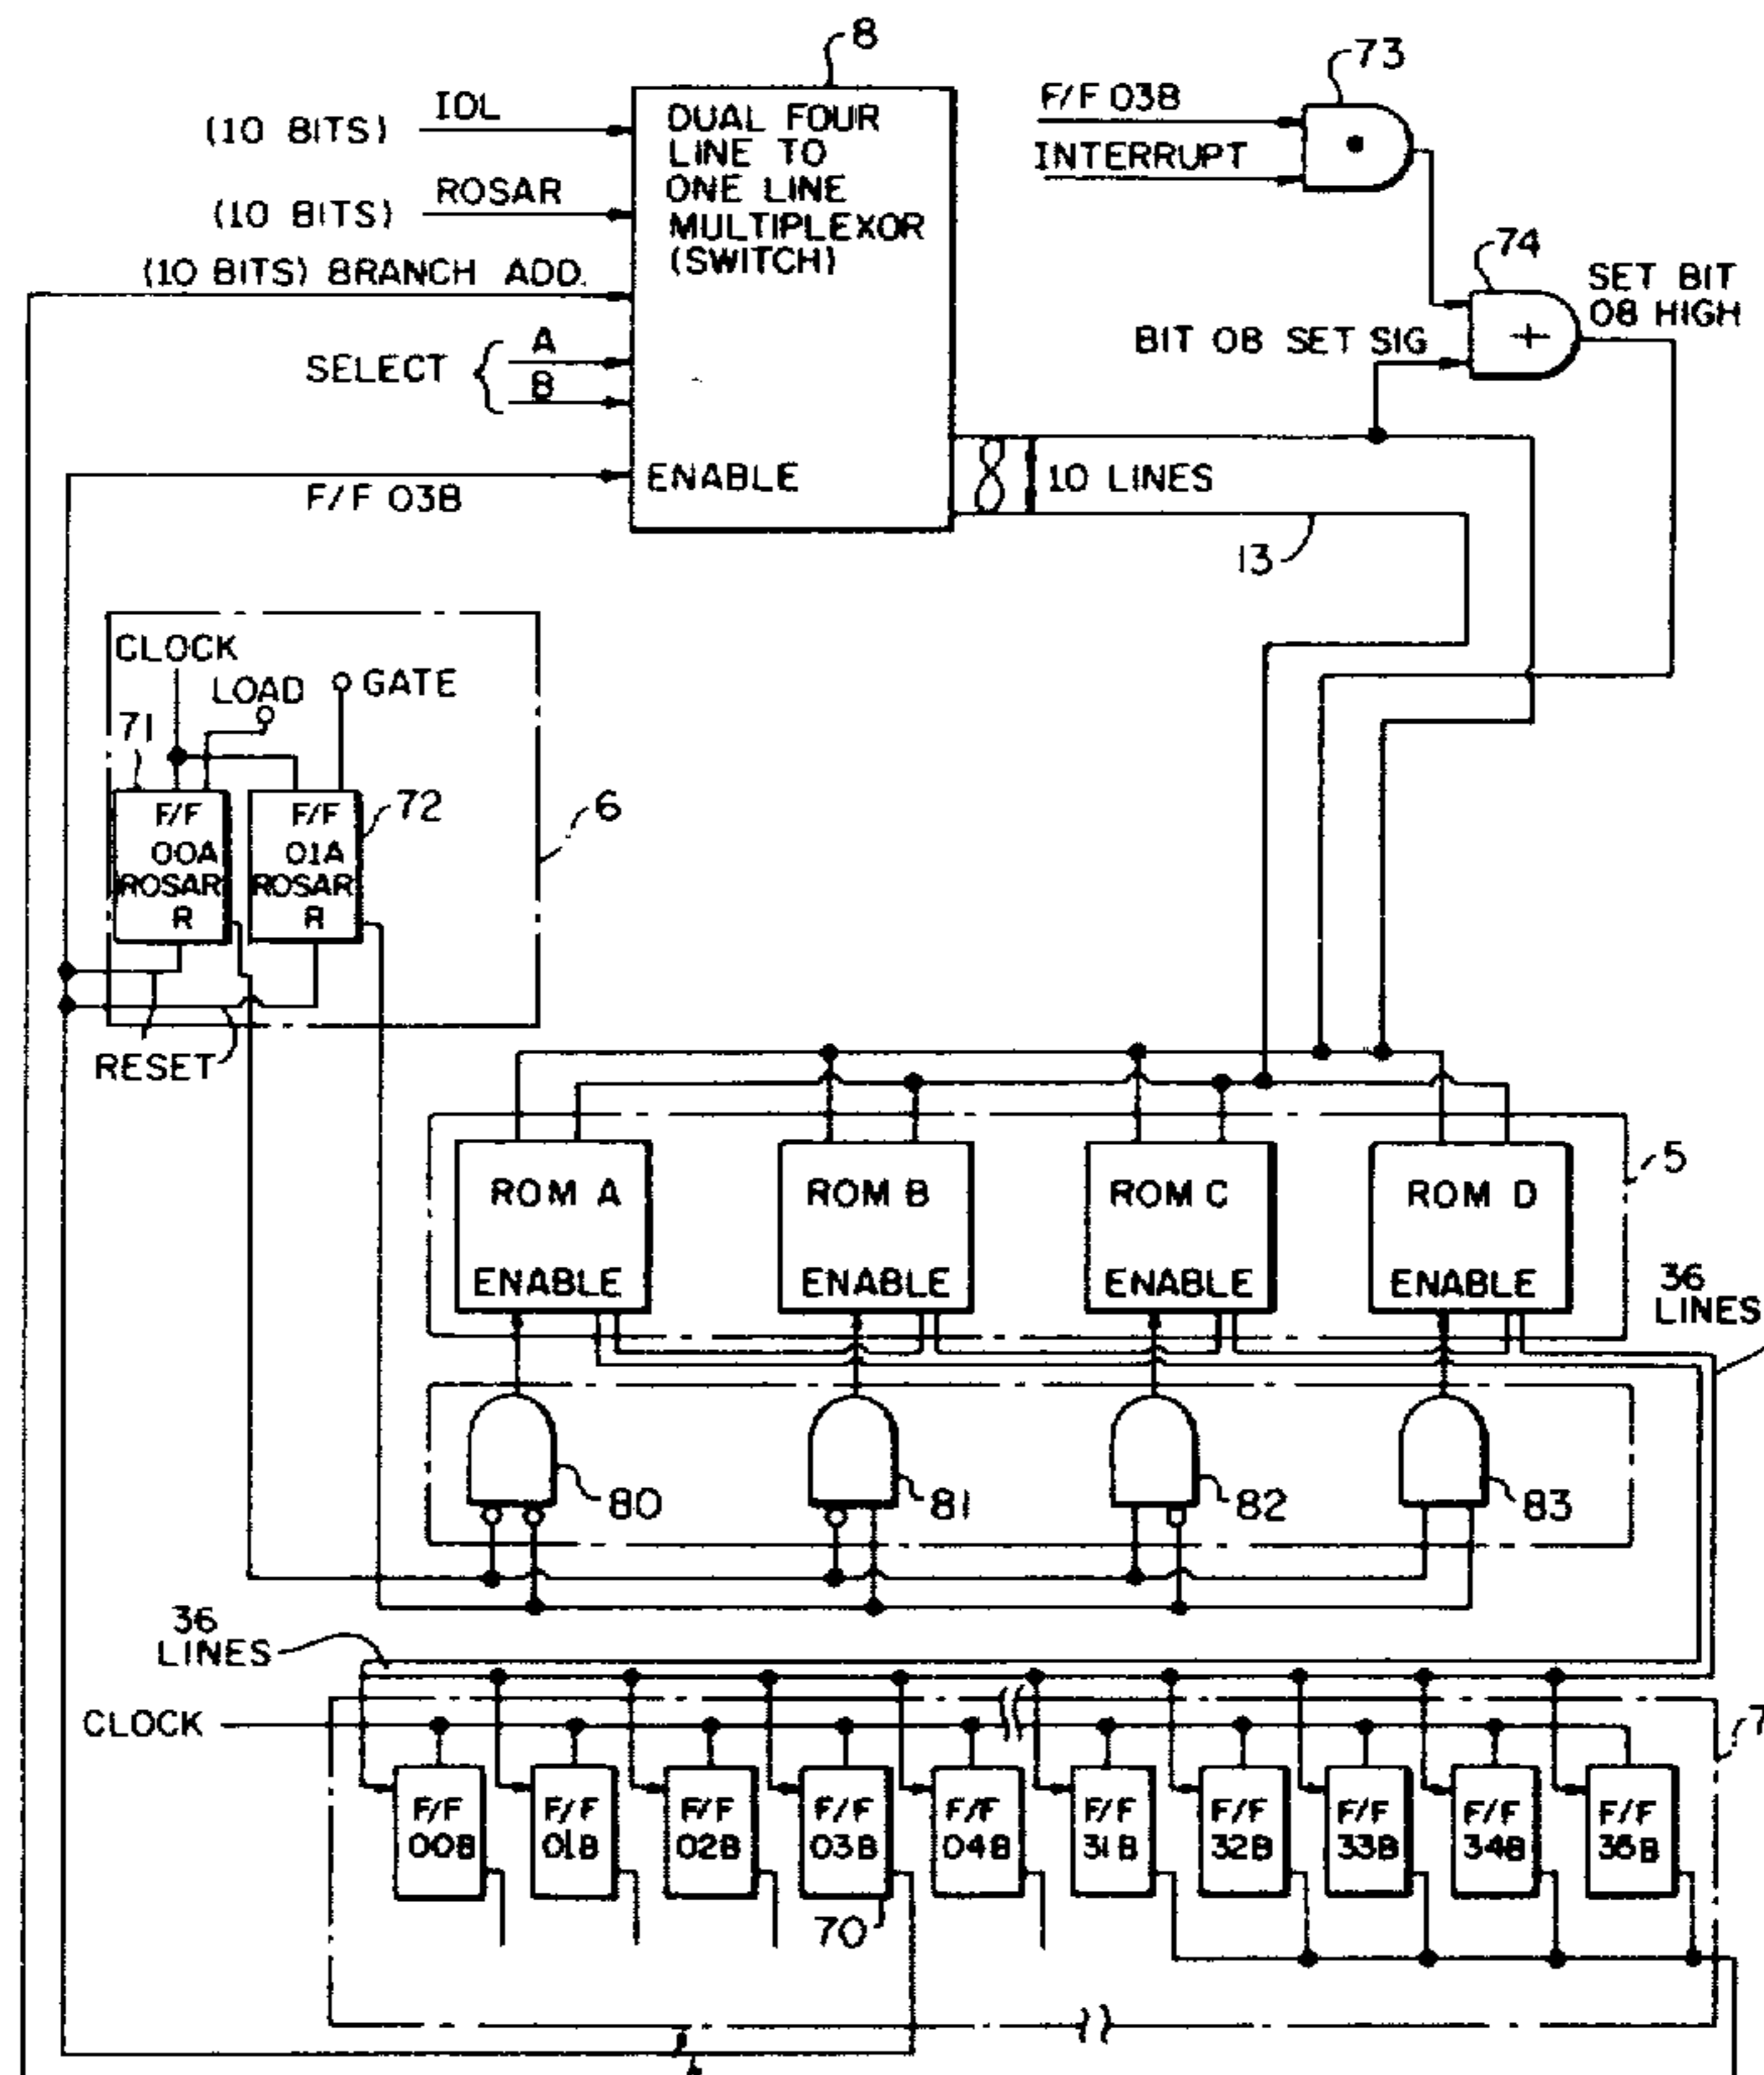 8
73
IOL
(10 BITS)
DUAL FOUR
LINE TO
ONE LINE
MULTIPLEXOR
(SWITCH)
F/F 03B
INTERRUPT
ROSAR
(10 BITS)
(10 BITS) BRANCH ADD.
74
SET BIT
08 HIGH
A
SELECT
B
BIT 08 SET SIG
ENABLE
10 LINES
F/F 03B
13
CLOCK
LOAD
GATE
71
F/F
00A
ROSAR
R
F/F
01A
ROSAR
R
72
6
RESET
ROM A
ENABLE
ROM B
ENABLE
ROM C
ENABLE
ROM D
ENABLE
5
36
LINES
80
81
82
83
36
LINES
CLOCK
7
F/F
00B
F/F
01B
F/F
02B
F/F
03B
F/F
04B
F/F
31B
F/F
32B
F/F
33B
F/F
34B
F/F
35B
70